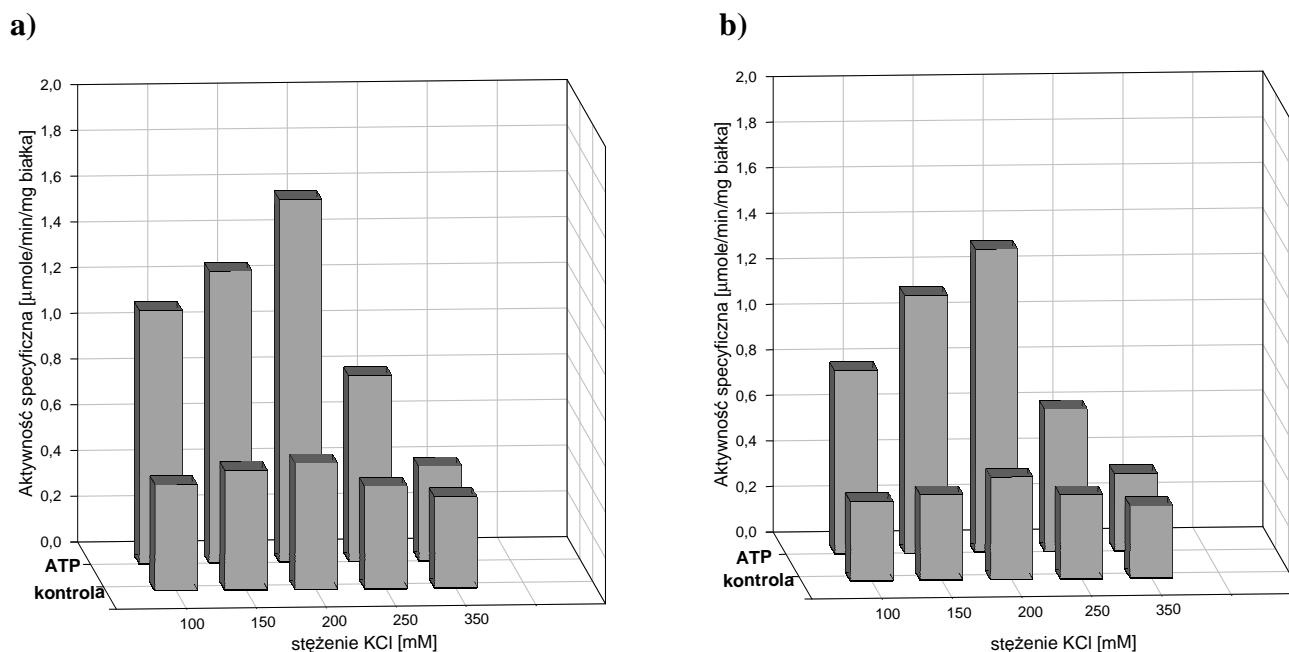 a)
Aktywność specyficzna [µmole/min/mg białka]
2,0
1,8
1,6
1,4
1,2
1,0
0,8
0,6
0,4
0,2
0,0
ATP
kontrola
100 150 200 250 350
stężenie KCl [mM]
b)
Aktywność specyficzna [µmole/min/mg białka]
2,0
1,8
1,6
1,4
1,2
1,0
0,8
0,6
0,4
0,2
0,0
ATP
kontrola
100 150 200 250 350
stężenie KCl [mM]